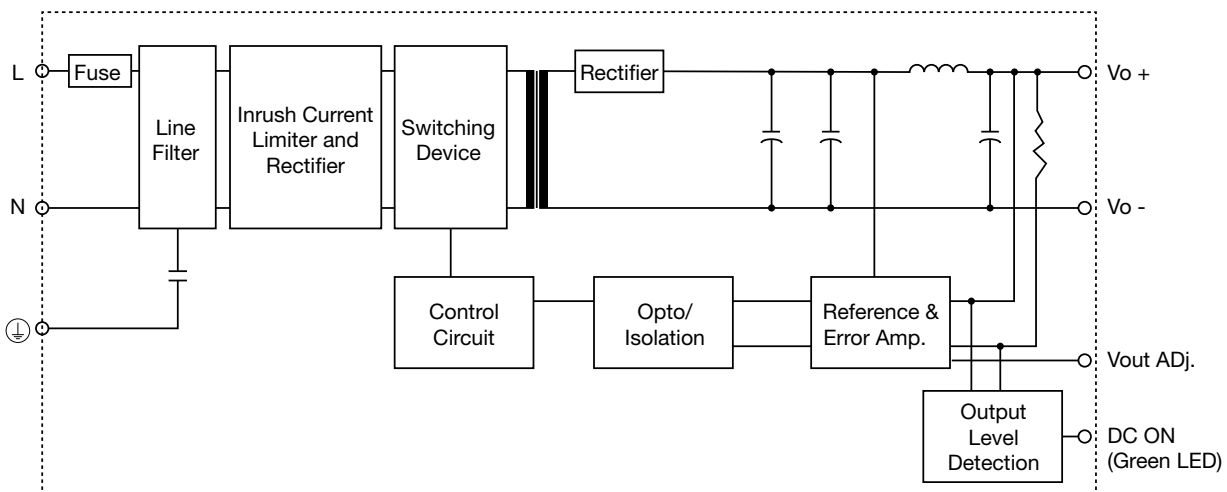 L
Fuse
Line
Filter
Inrush Current
Limiter and
Rectifier
Switching
Device
Rectifier
Vo +
N
Vo -
Control
Circuit
Opto/
Isolation
Reference &
Error Amp.
Vout ADj.
Output
Level
Detection
DC ON
(Green LED)